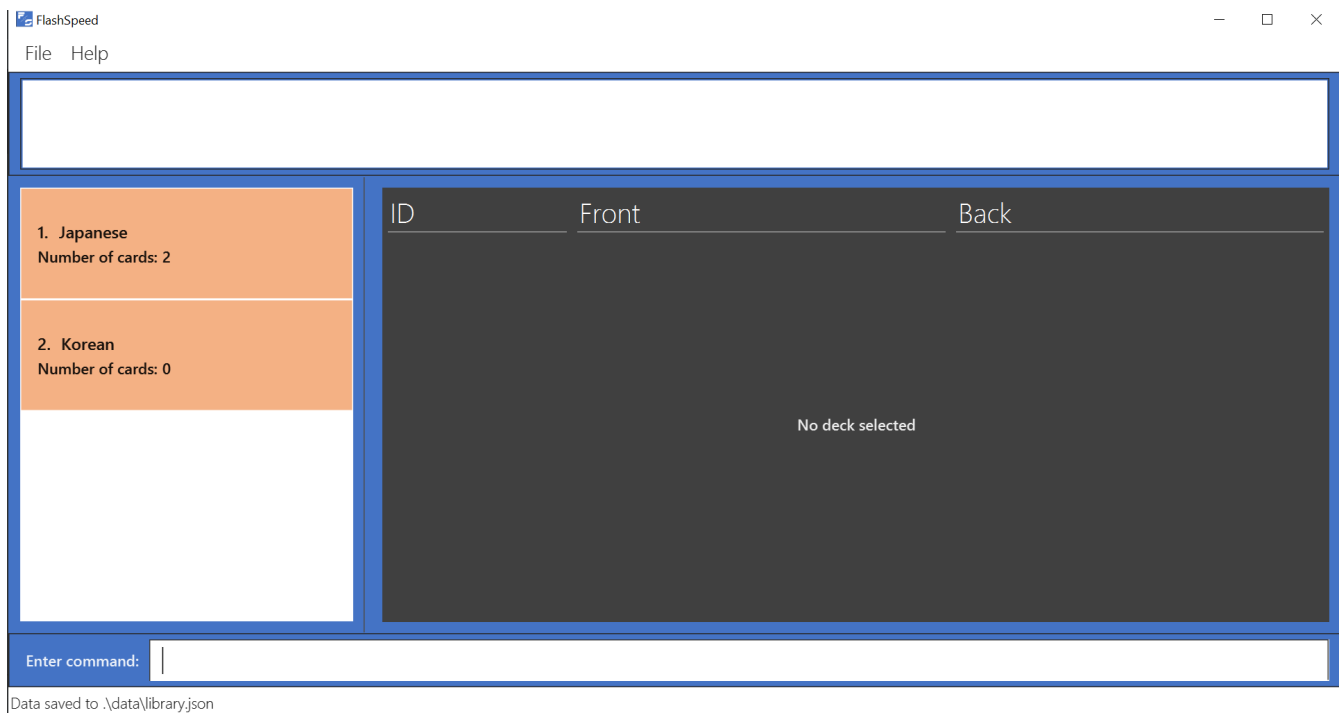 FlashSpeed
File Help
1. Japanese
Number of cards: 2
2. Korean
Number of cards: 0
ID Front Back
No deck selected
Enter command:
Data saved to .\data\library.json